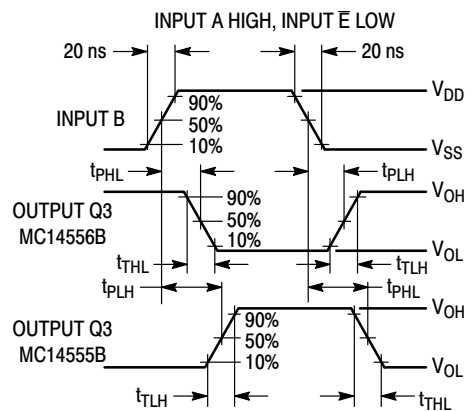 INPUT A HIGH, INPUT E̅ LOW
20 ns 20 ns
V_DD
90%
INPUT B 50%
10%
V_SS
t_PHL t_PLH
90% V_OH
OUTPUT Q3
50%
MC14556B
10% V_OL
t_THL t_TLH
t_PLH t_PHL
V_OH
90%
OUTPUT Q3
50%
MC14555B
10% V_OL
t_TLH t_THL